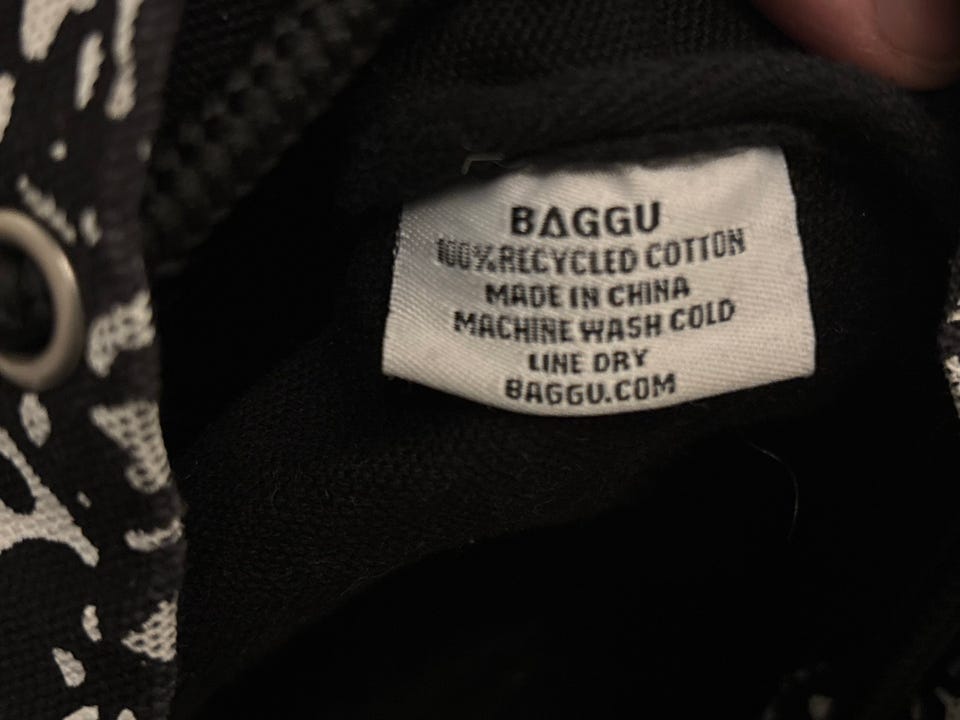 BAGGU
100% RECYCLED COTTON
MADE IN CHINA
MACHINE WASH COLD
LINE DRY
BAGGU.COM